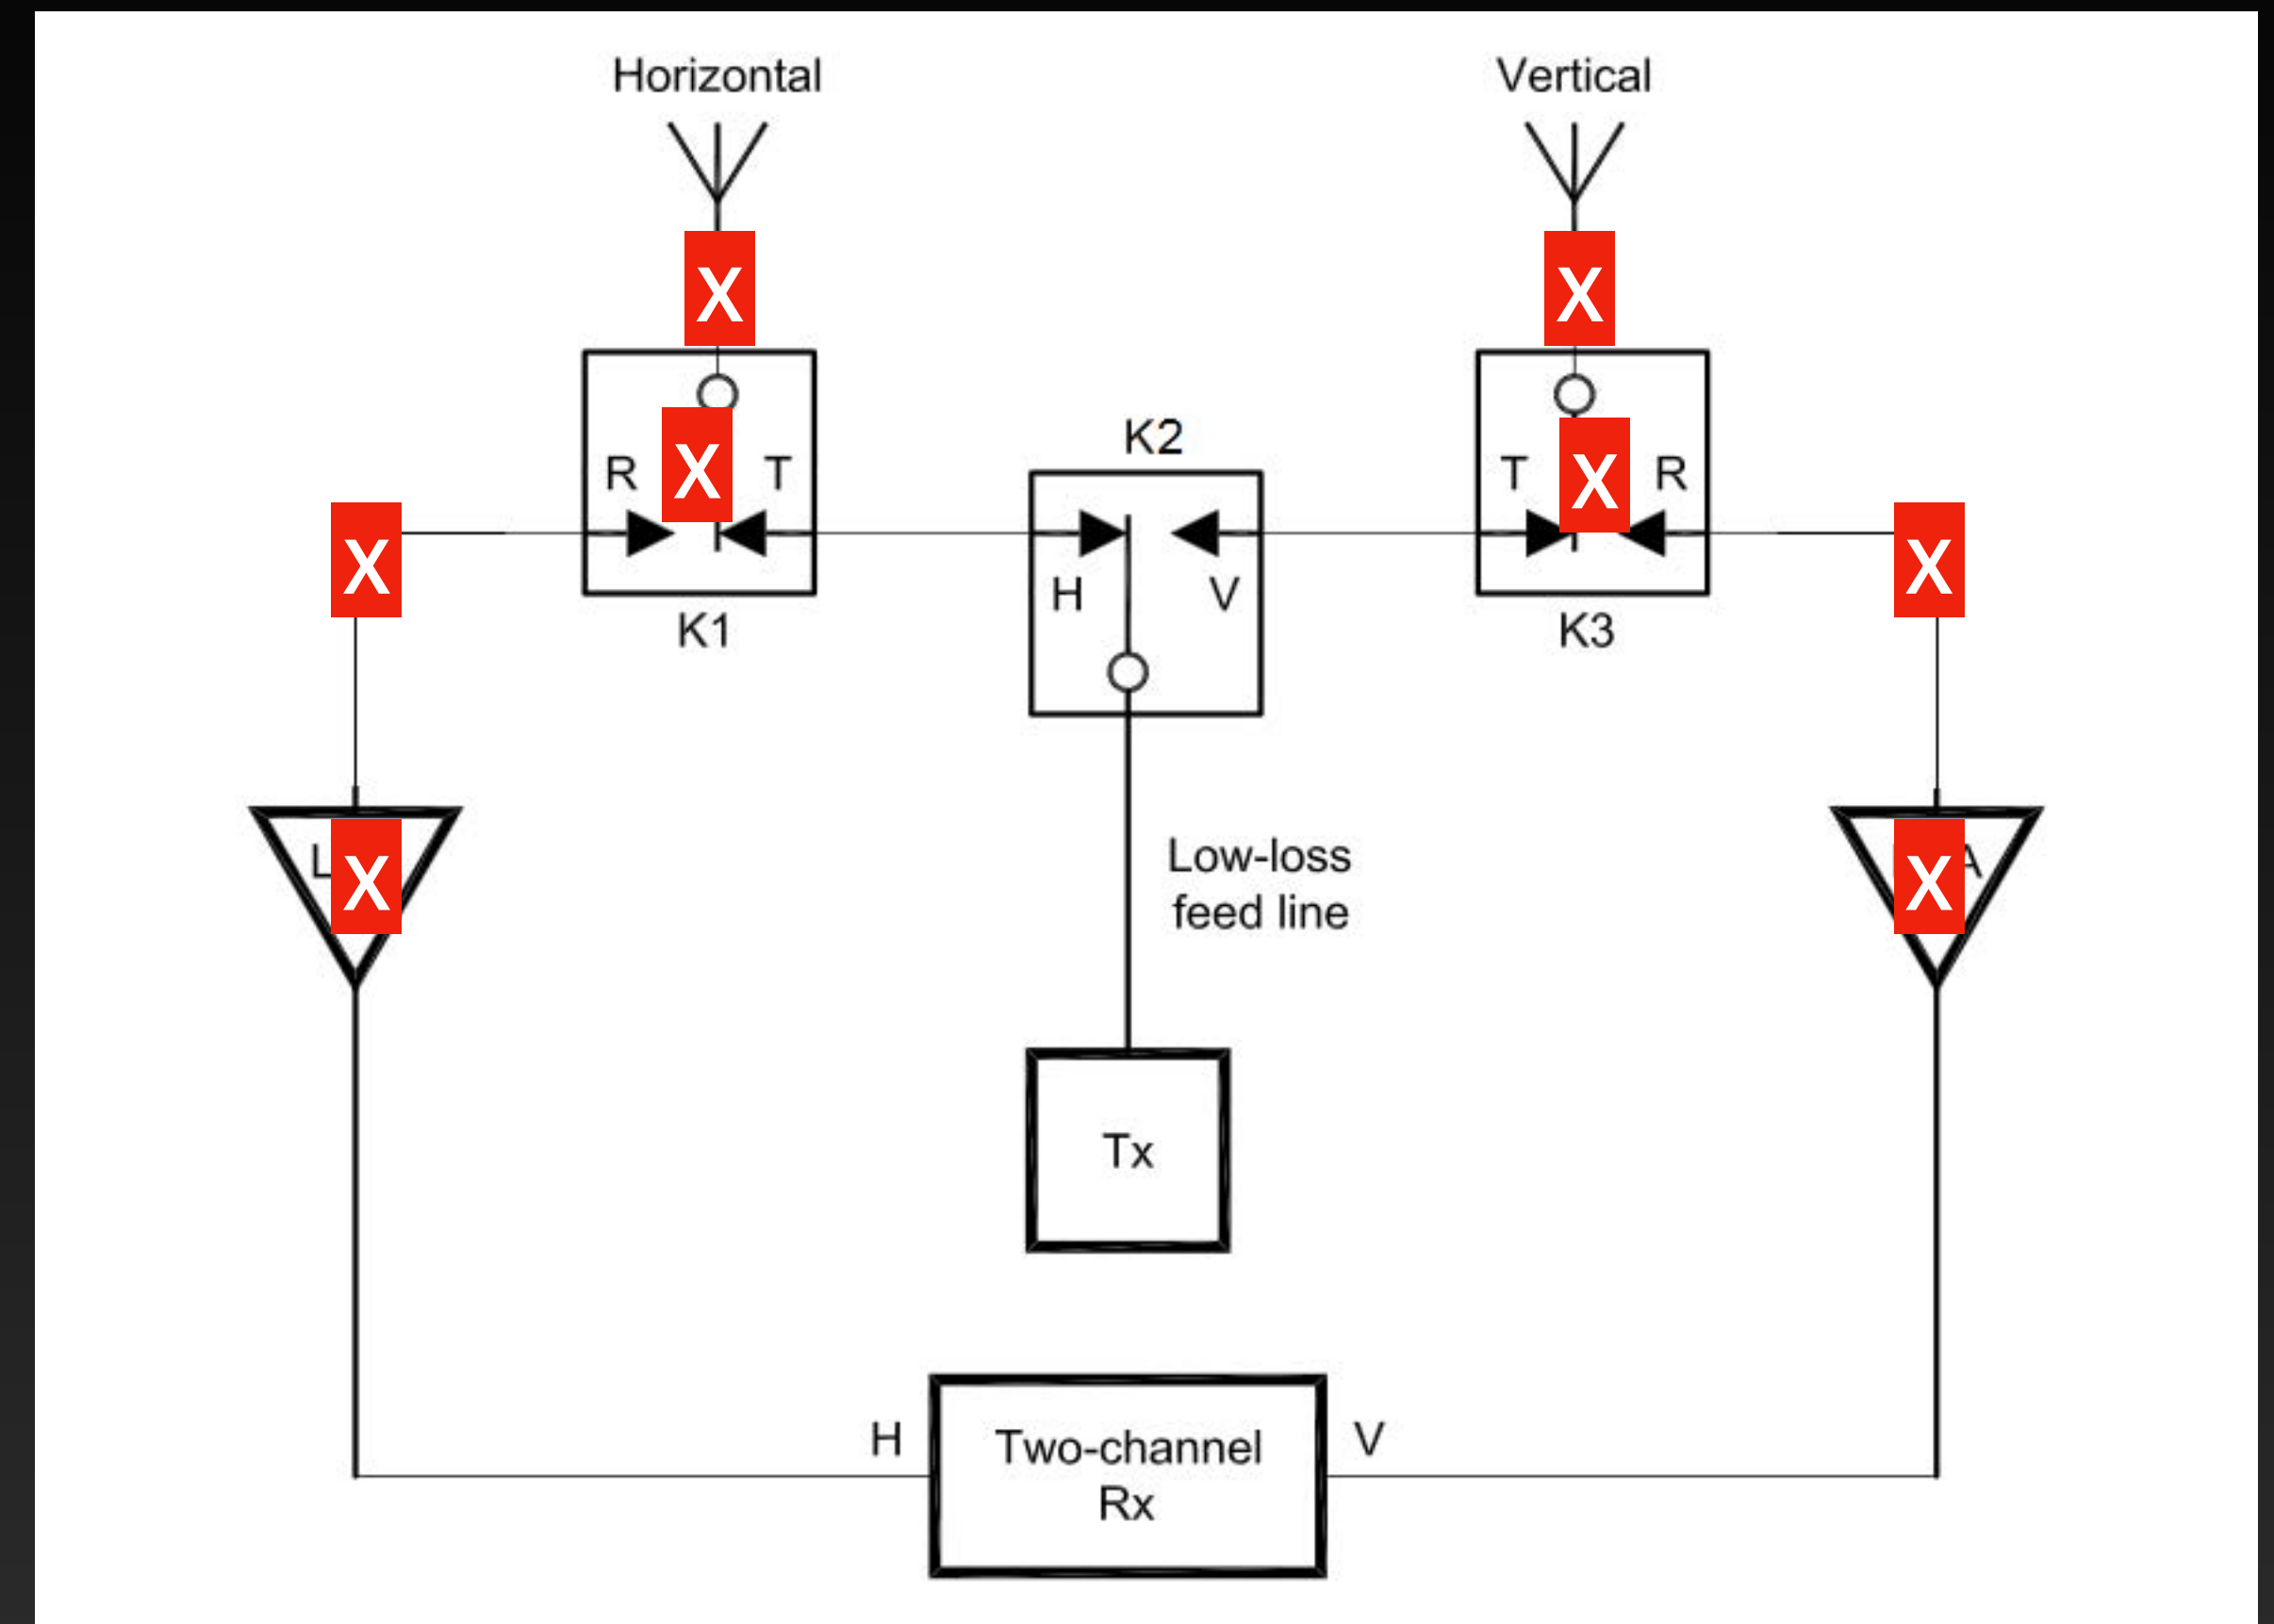 Horizontal
Vertical
X
X
K2
R
X
T
T
X
R
X
X
H
V
K1
K3
Low-loss
feed line
L
X
X
A
Tx
H
Two-channel
Rx
V